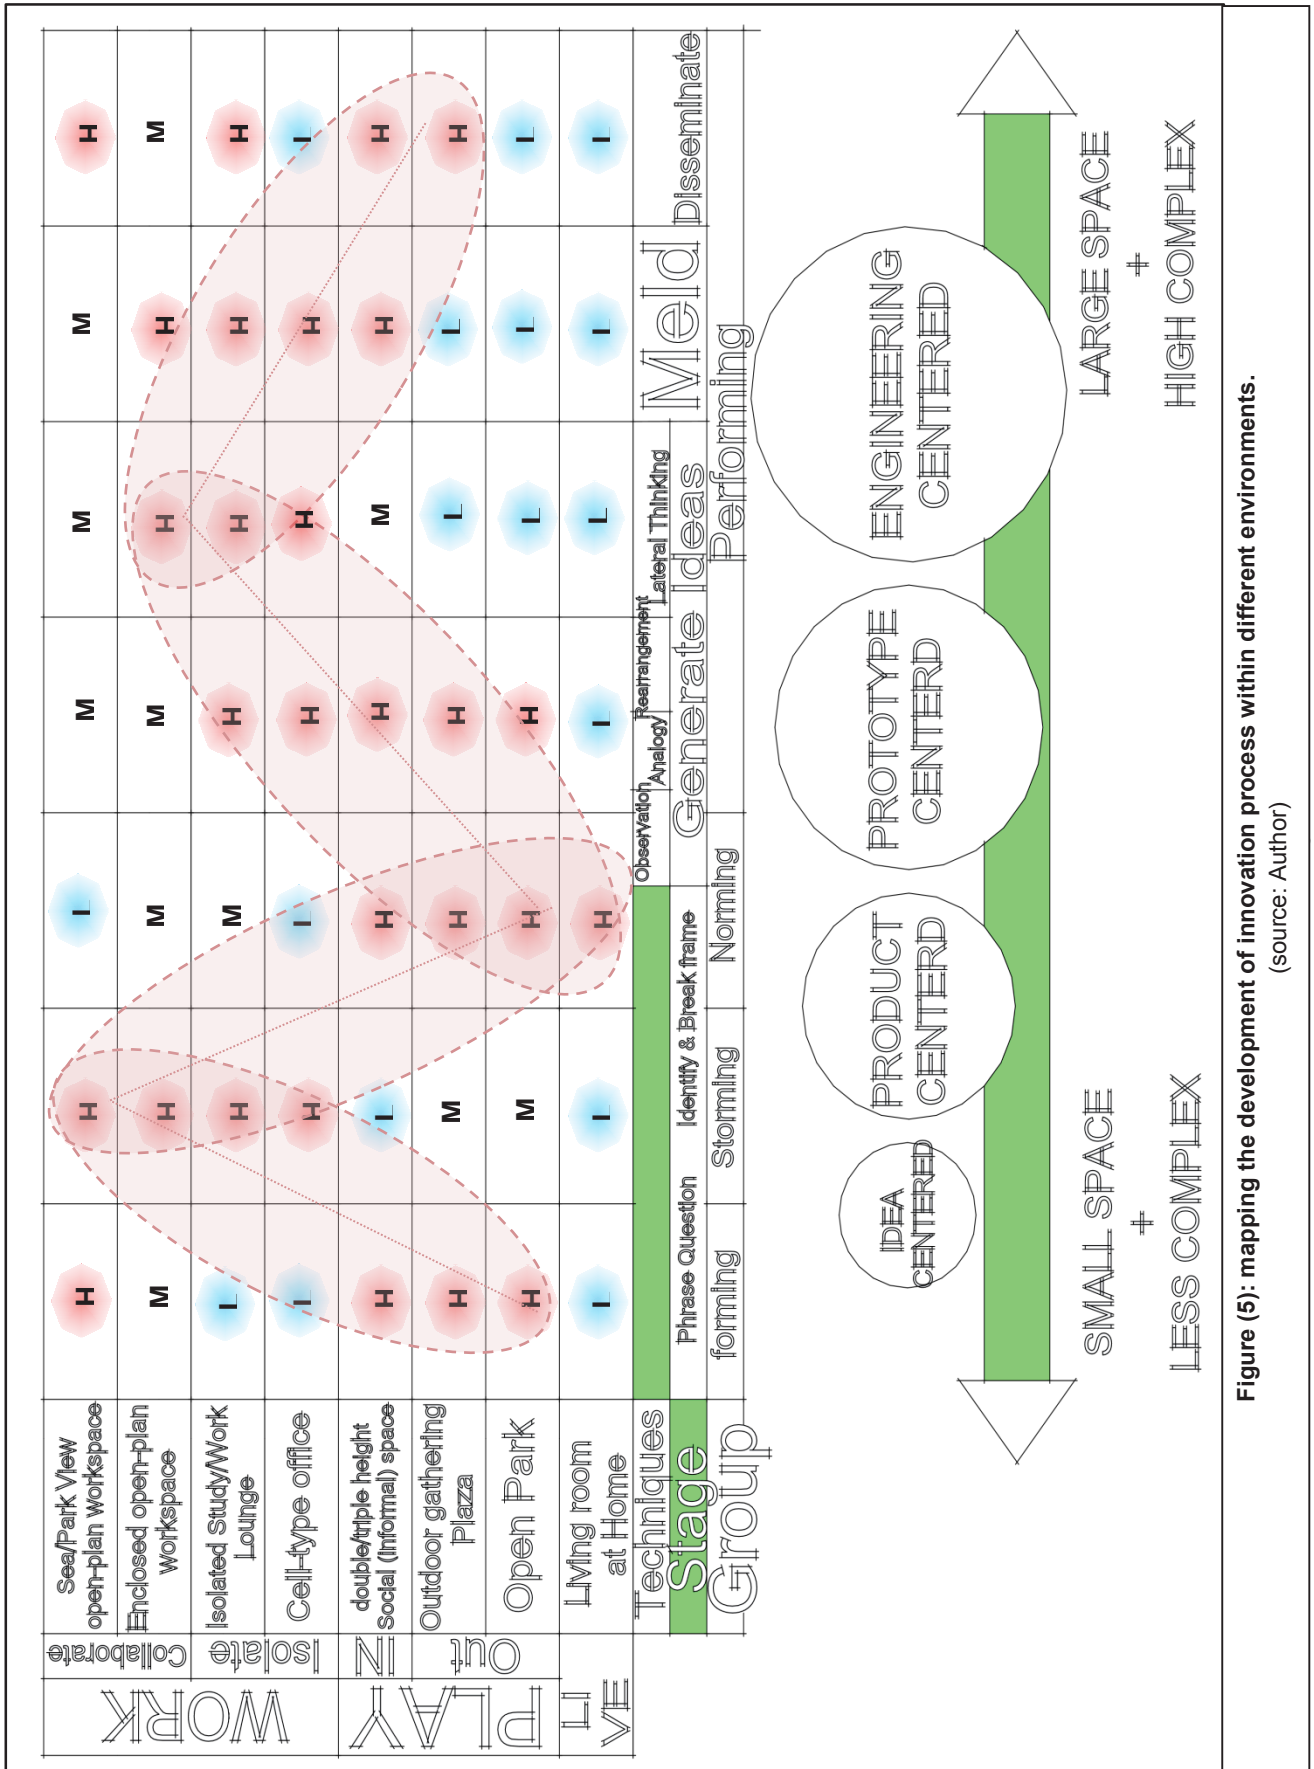 WORK
Collaborate
Sea/Park View
open-plan Workspace
H H L M M M H
Enclosed open-plan
Workspace
M H M M H H M
Isolate
Isolated Study/Work
Lounge
L H M H H H H
Cell-type office
L H L H H H L
PLAY
IN
double/triple height
Social (informal) space
H L H H M H H
Out
Outdoor gathering
Plaza
H M H H L L H
Open Park
H M H H L L L
LI
VE
Living room
at Home
L L H L L L L
Techniques
Observation Analogy Rearrangement Lateral Thinking
Stage
Phrase Question Identify & Break frame Generate Ideas Meld Disseminate
Group
forming Storming Norming Performing
IDEA
CENTERED
PRODUCT
CENTERD
PROTOTYPE
CENTERD
ENGINEERING
CENTERED
SMALL SPACE
+
LESS COMPLEX
LARGE SPACE
+
HIGH COMPLEX
Figure (5): mapping the development of innovation process within different environments.
(source: Author)